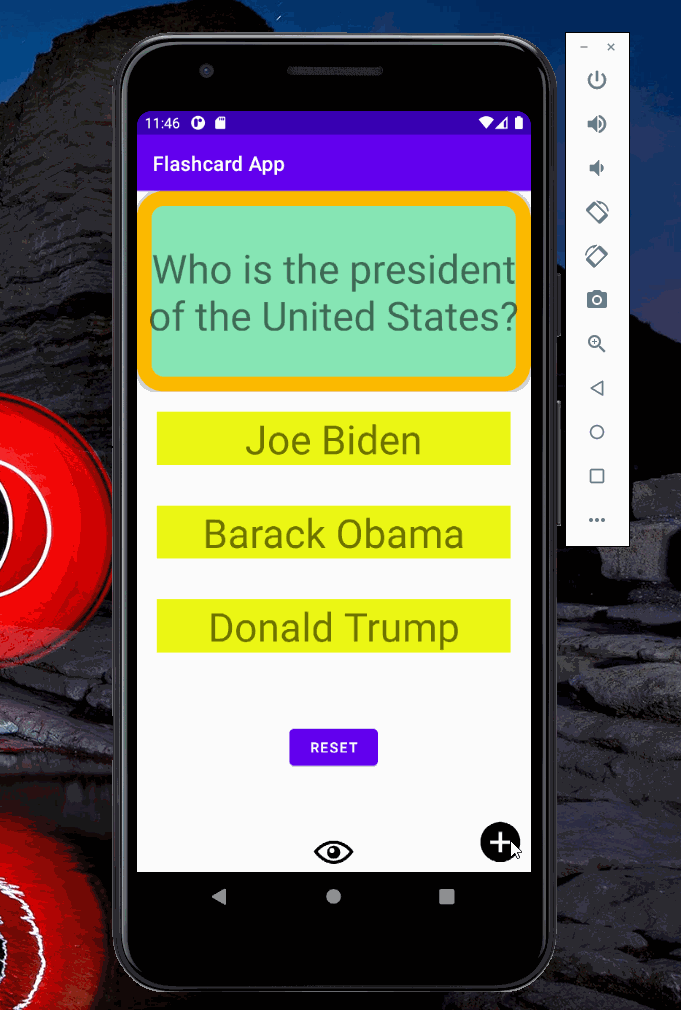 11:46
Flashcard App
Who is the president
of the United States?
Joe Biden
Barack Obama
Donald Trump
RESET